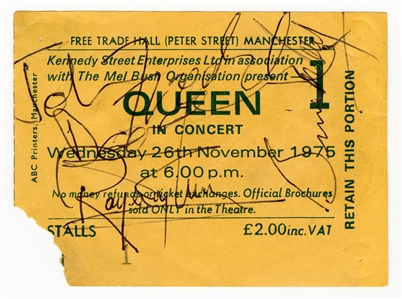 FREE TRADE HALL (PETER STREET) MANCHESTER
Kennedy Street Enterprises Ltd in association
with The Mel Bush Organisation present —
1
QUEEN
IN CONCERT
Wednesday 26th November 1975
at 6.00 p.m.
No money refunds or ticket exchanges. Official Brochures
sold ONLY in the Theatre.
STALLS
£2.00 inc. VAT
ABC Printers, Manchester
RETAIN THIS PORTION